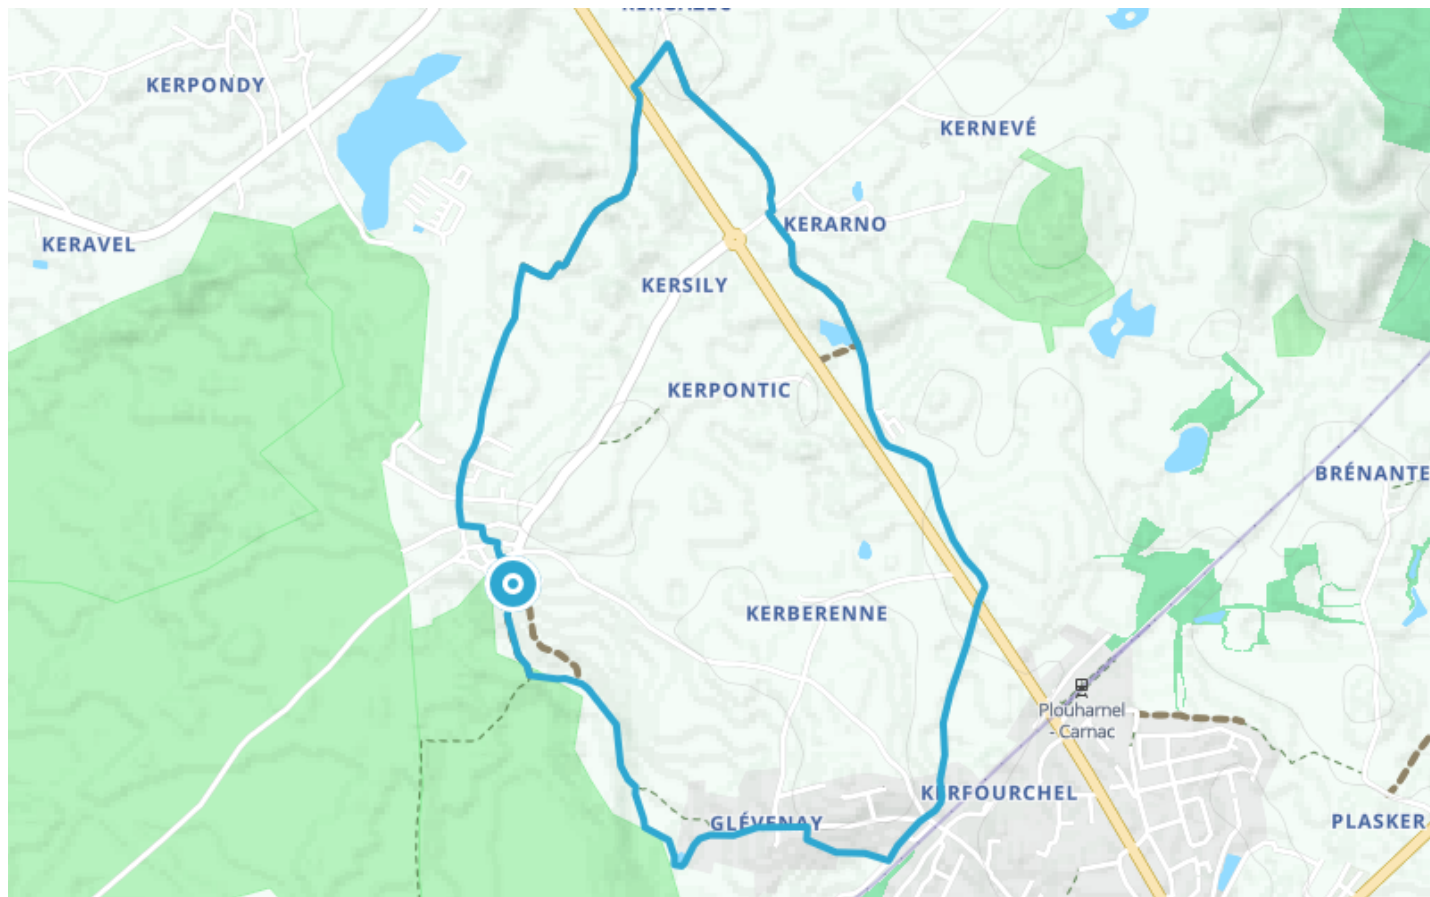 KERPONDY
KERNEVÉ
KERARNO
KERAVEL
KERSILY
KERPONTIC
BRÉNANTE
KERBERENNE
Plouharnel
- Carnac
KERFOURCHEL
GLÉVENAY
PLASKER